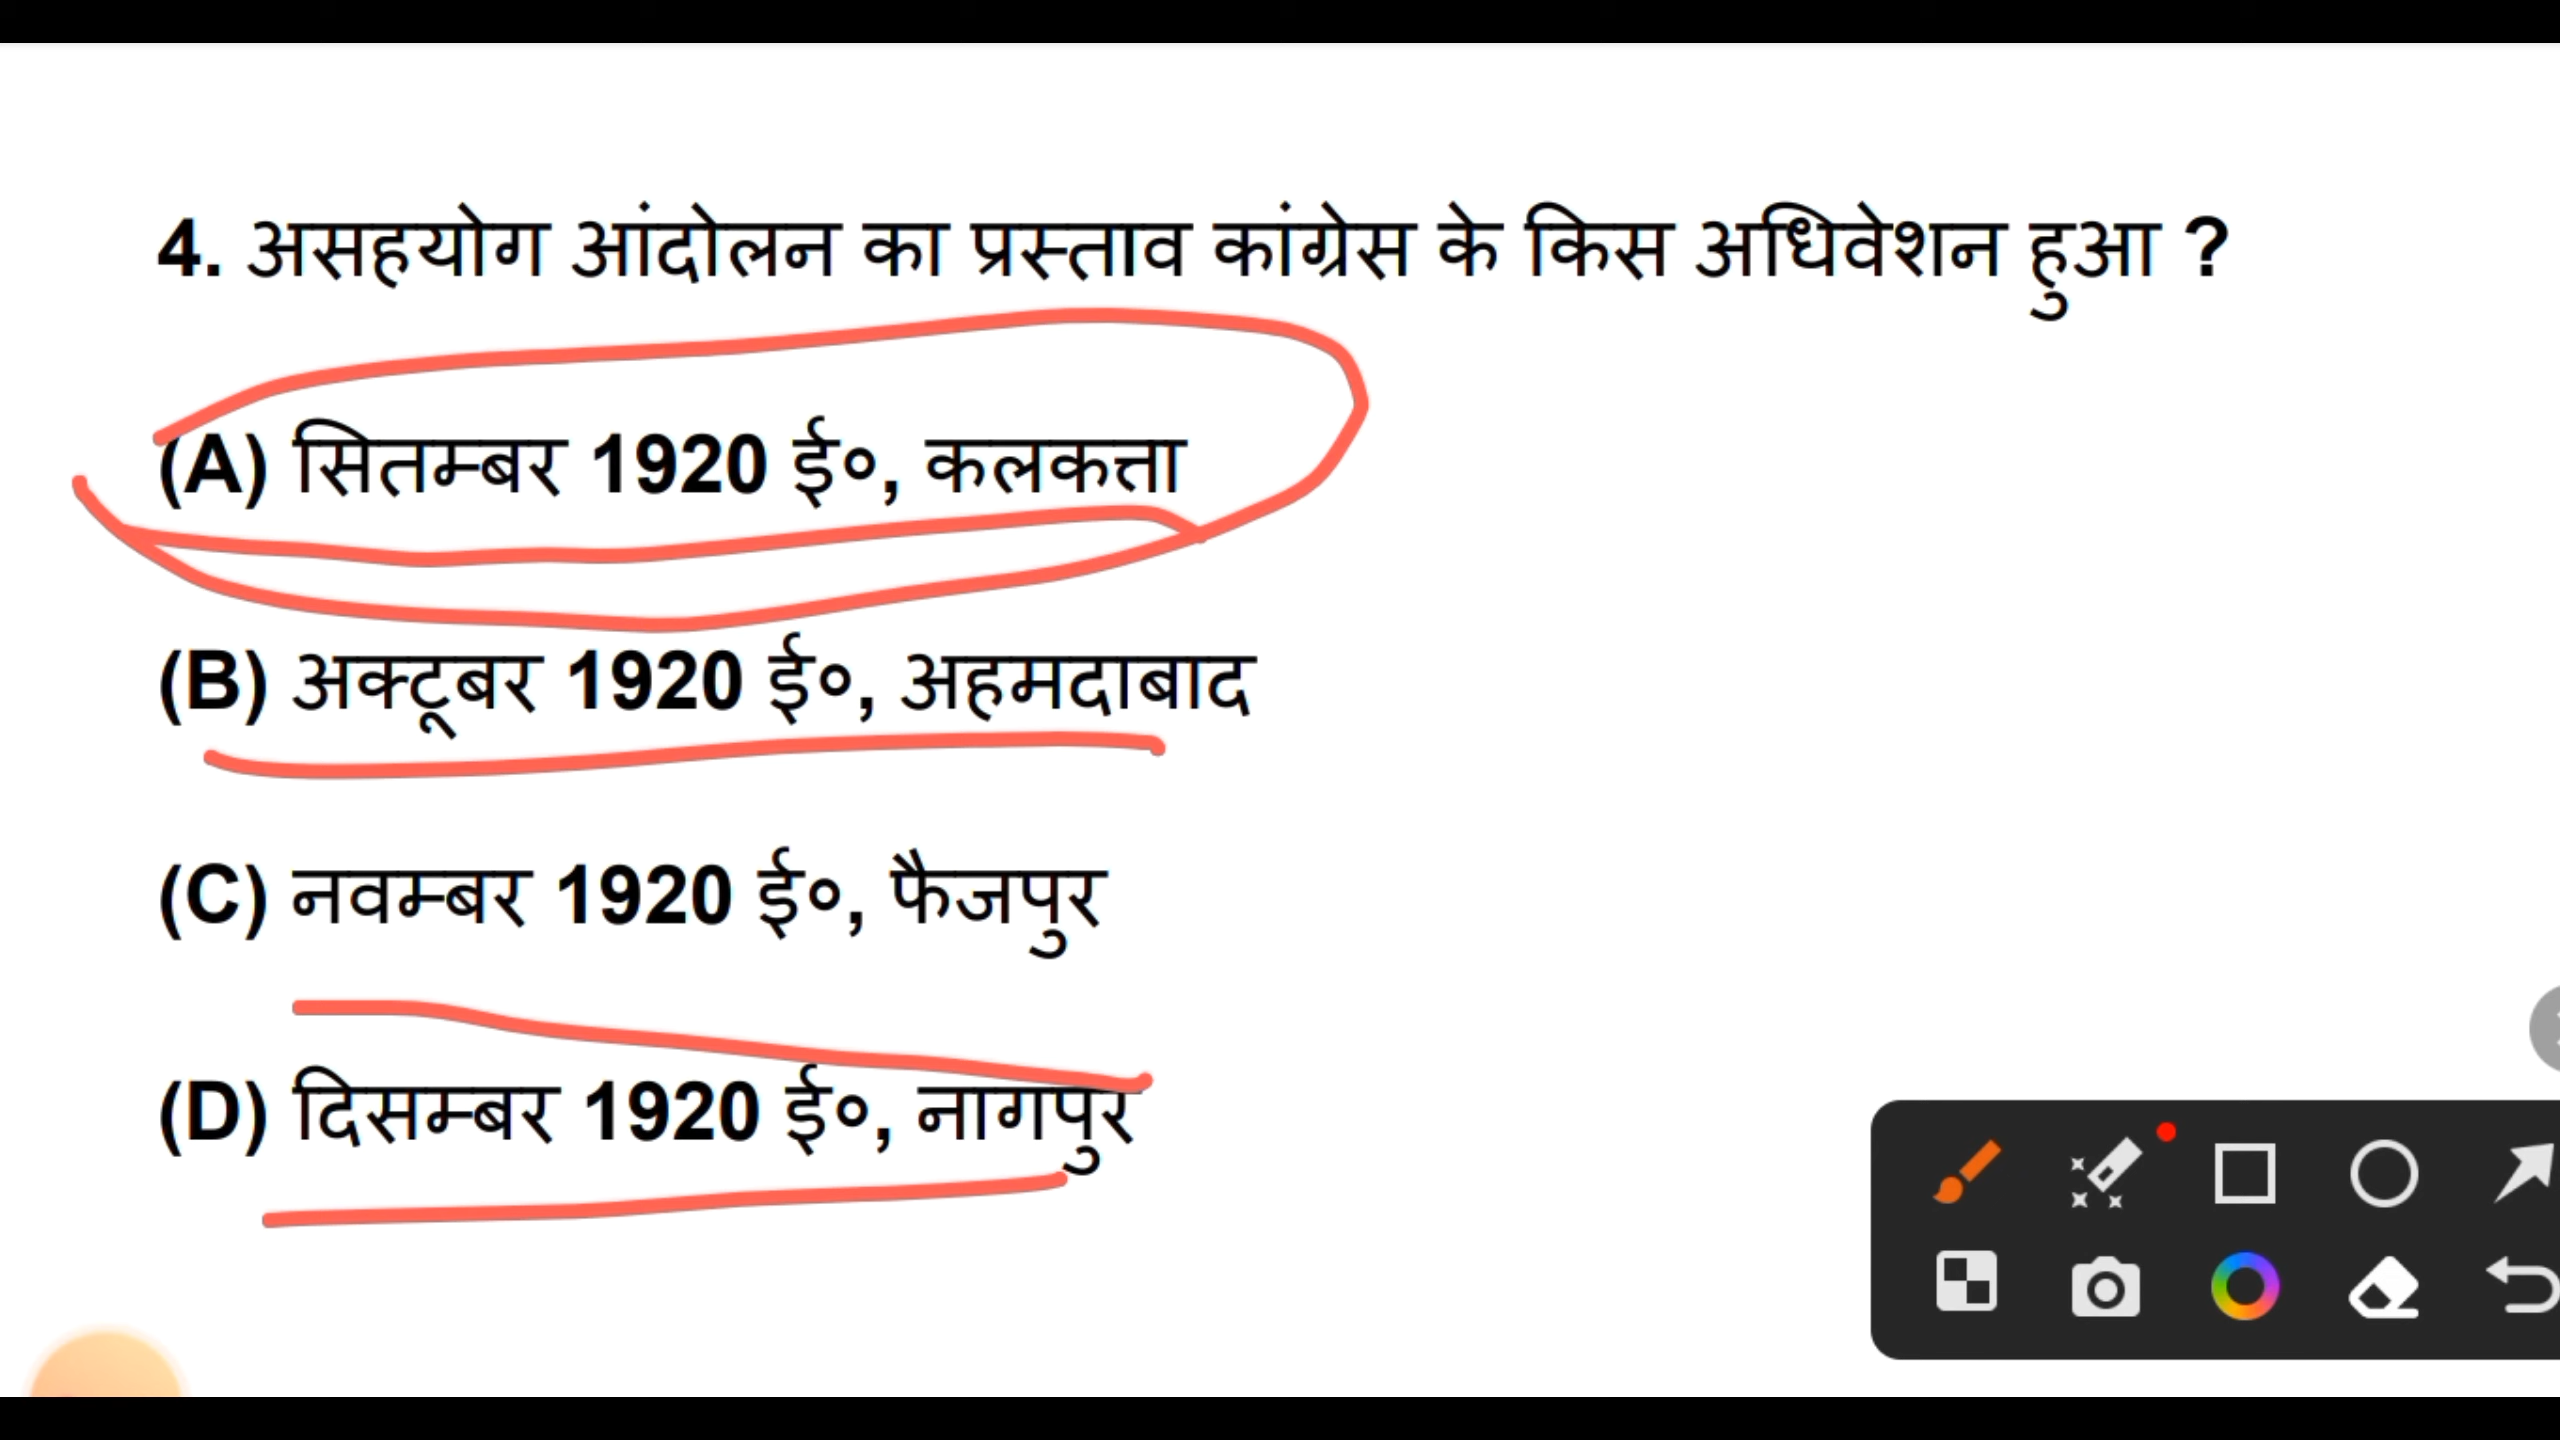 4. असहयोग आंदोलन का प्रस्ताव कांग्रेस के किस अधिवेशन हुआ ?
(A) सितम्बर 1920 ई०, कलकत्ता
(B) अक्टूबर 1920 ई०, अहमदाबाद
(C) नवम्बर 1920 ई०, फैजपुर
(D) दिसम्बर 1920 ई०, नागपुर